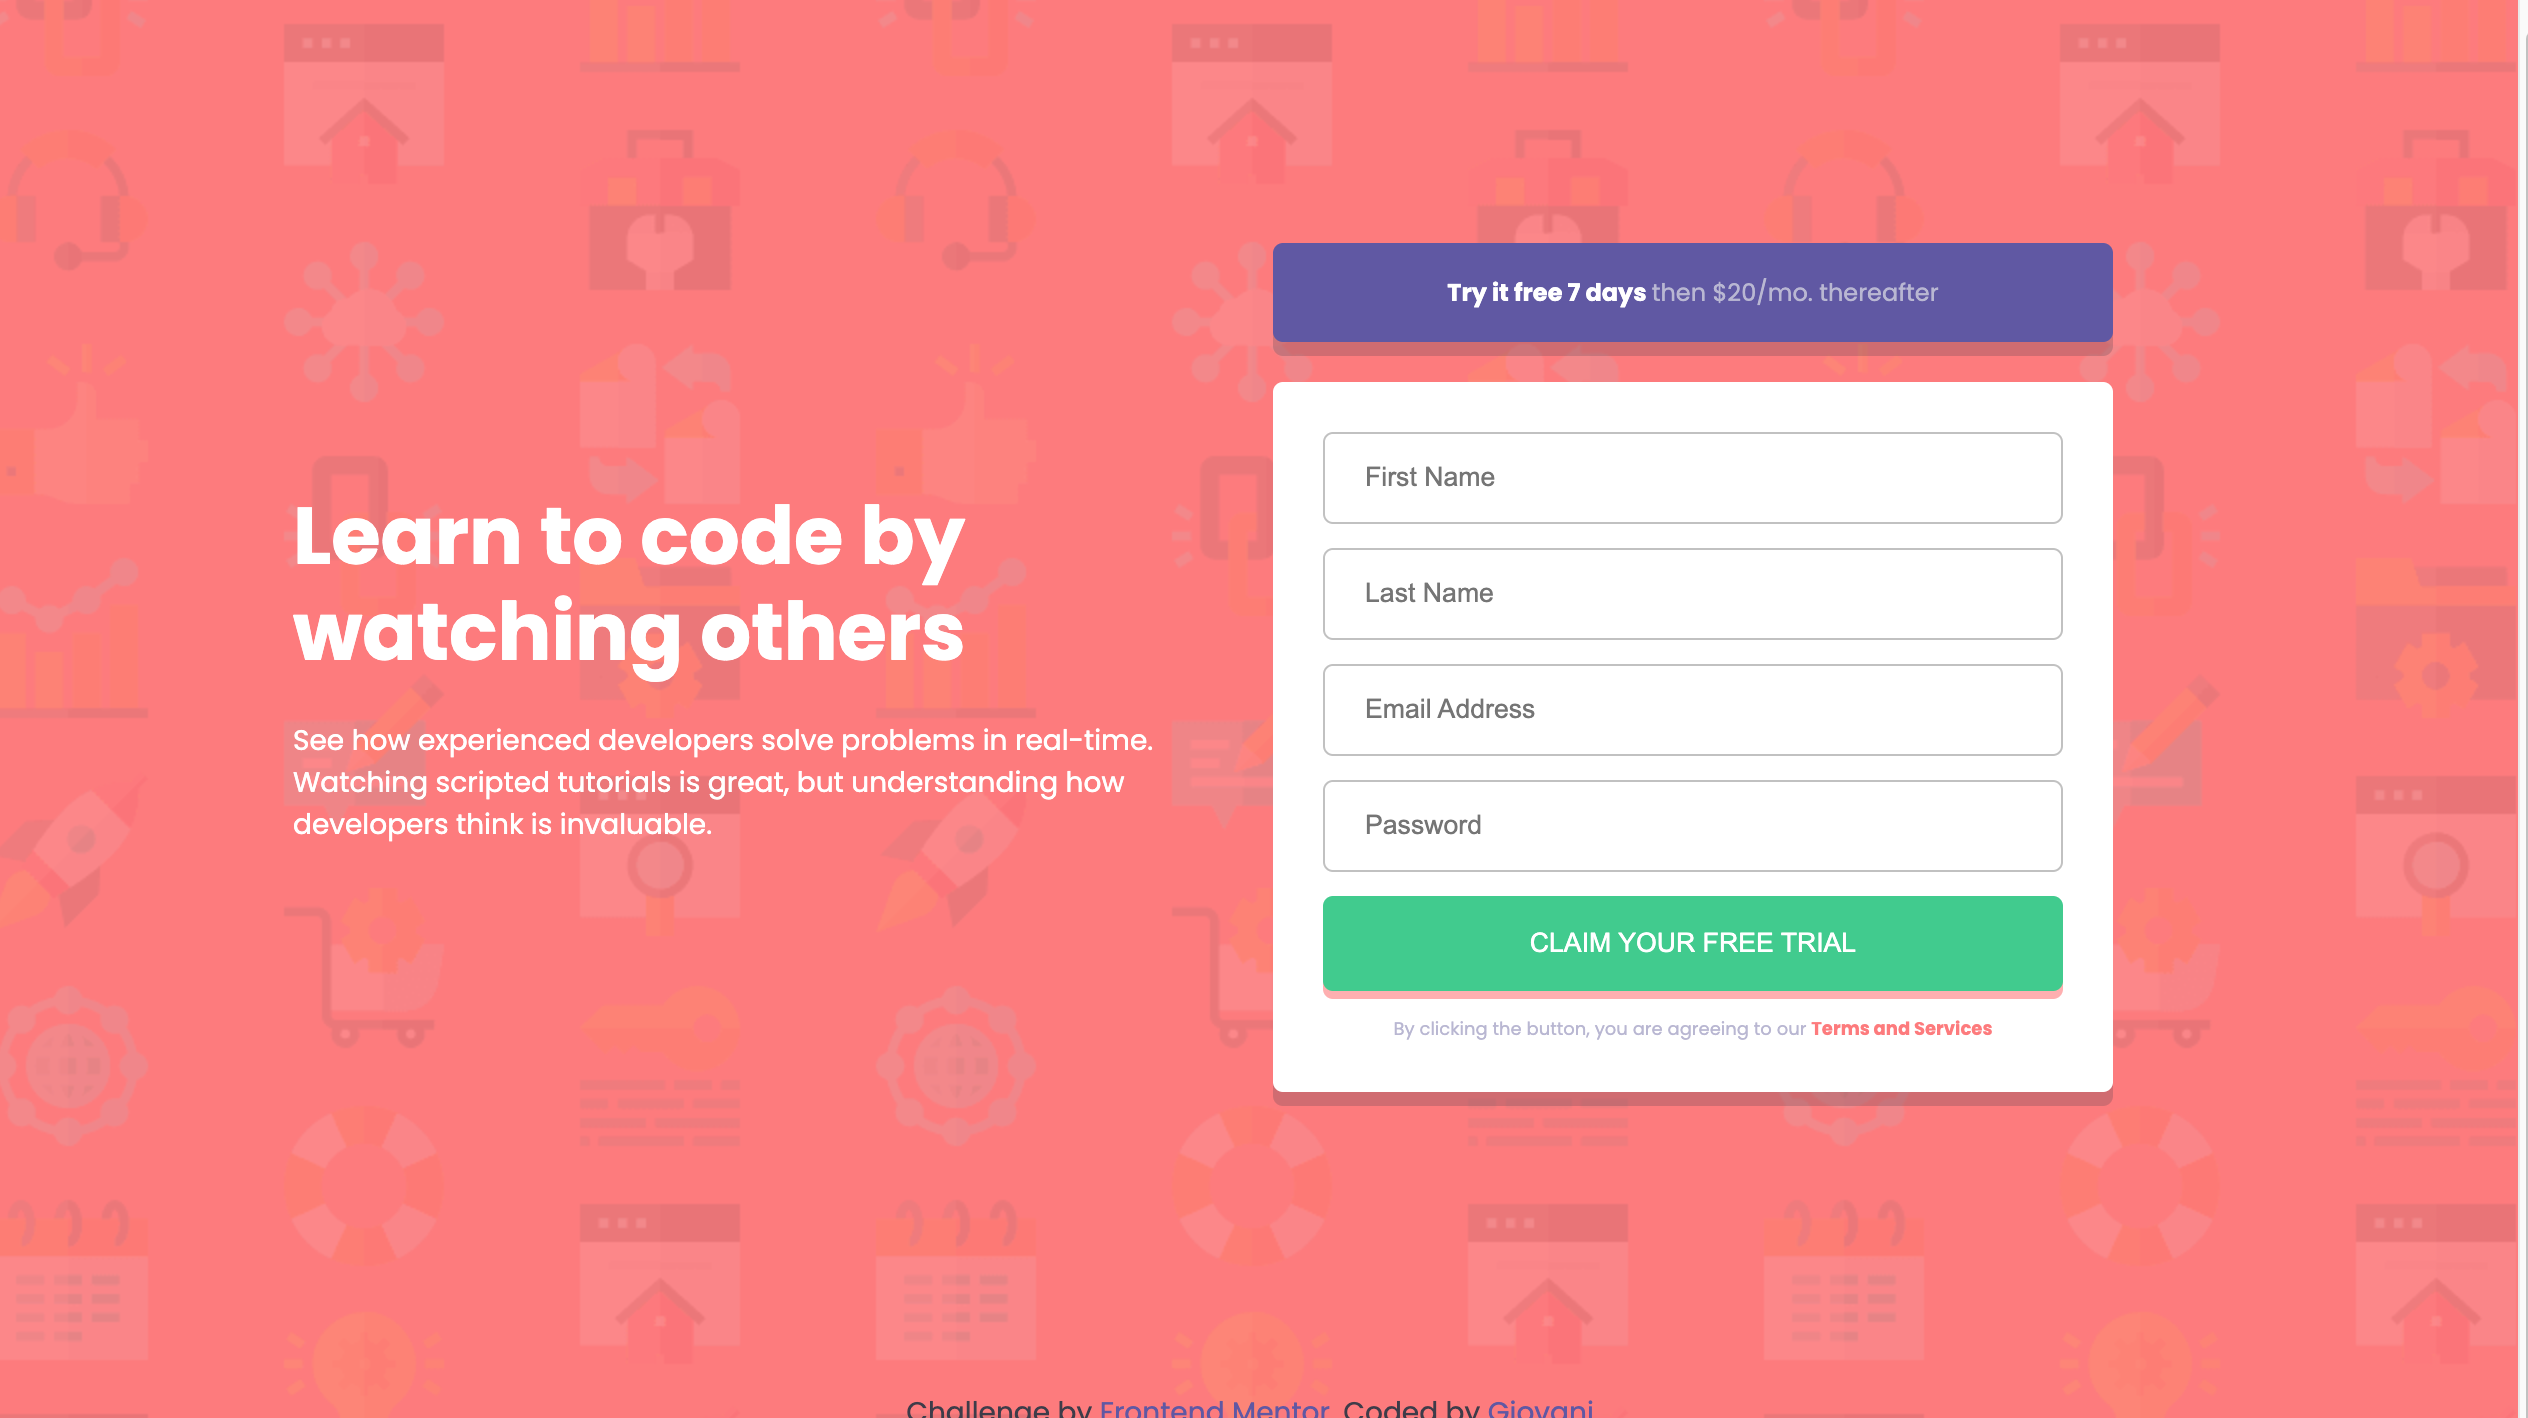 Learn to code by
watching others
See how experienced developers solve problems in real-time.
Watching scripted tutorials is great, but understanding how
developers think is invaluable.
Try it free 7 days then $20/mo. thereafter
First Name
Last Name
Email Address
Password
CLAIM YOUR FREE TRIAL
By clicking the button, you are agreeing to our Terms and Services
Challenge by Frontend Mentor. Coded by Giovani